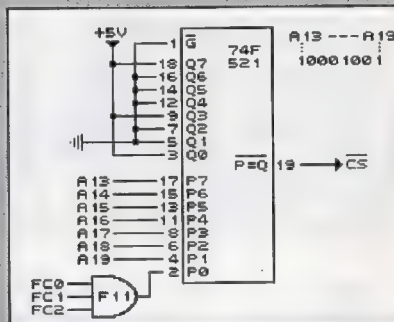 +5V
1 G
74F
521
18 Q7
16 Q6
14 Q5
12 Q4
9 Q3
7 Q2
5 Q1
3 Q0
P=Q 19 CS
A13 --- A19
10001001
A13 17 P7
A14 15 P6
A15 13 P5
A16 11 P4
A17 8 P3
A18 6 P2
A19 4 P1
2 P0
FC0
FC1
FC2
F11